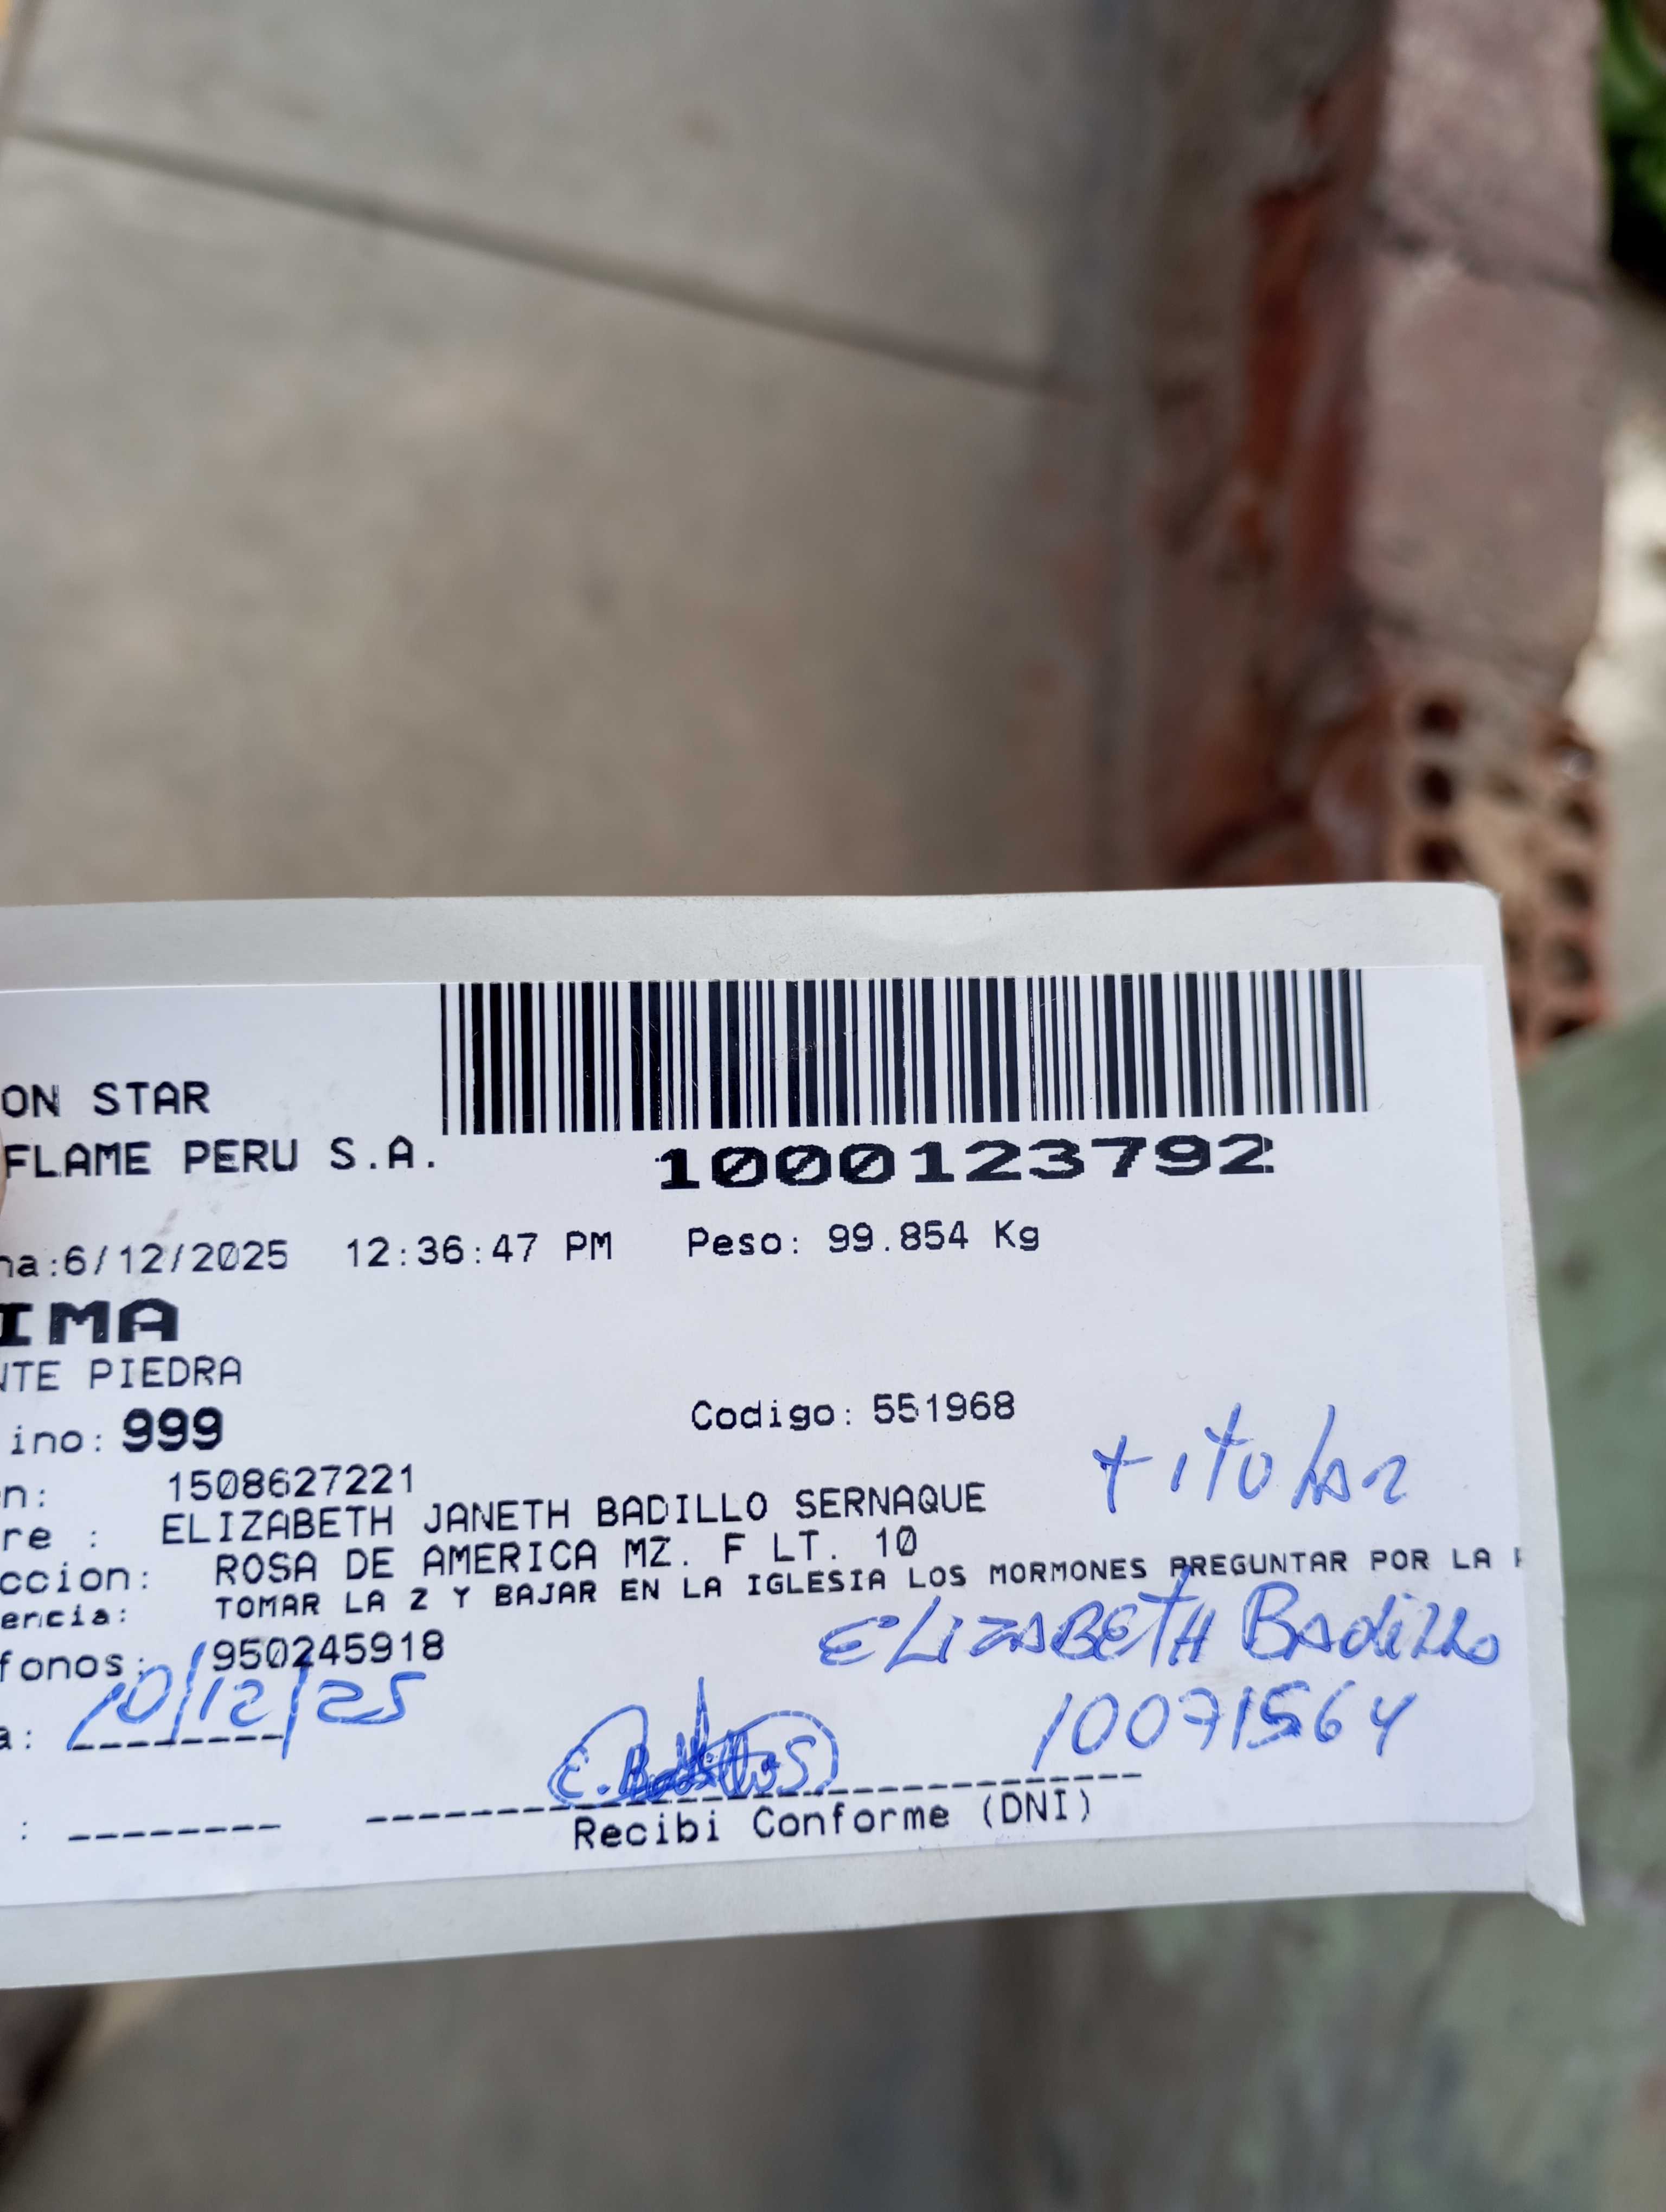 ON STAR
FLAME PERU S.A.
1000123792
ha:6/12/2025 12:36:47 PM Peso: 99.854 Kg
IMA
NTE PIEDRA
ino: 999 Codigo: 551968
titular
n: 1508627221
re : ELIZABETH JANETH BADILLO SERNAQUE
ccion: ROSA DE AMERICA MZ. F LT. 10
encia: TOMAR LA Z Y BAJAR EN LA IGLESIA LOS MORMONES PREGUNTAR POR LA
fonos: 950245918
ELIZABETH Badillo
a: 10/12/25
10071564
E. Badillo S
: --------
Recibi Conforme (DNI)